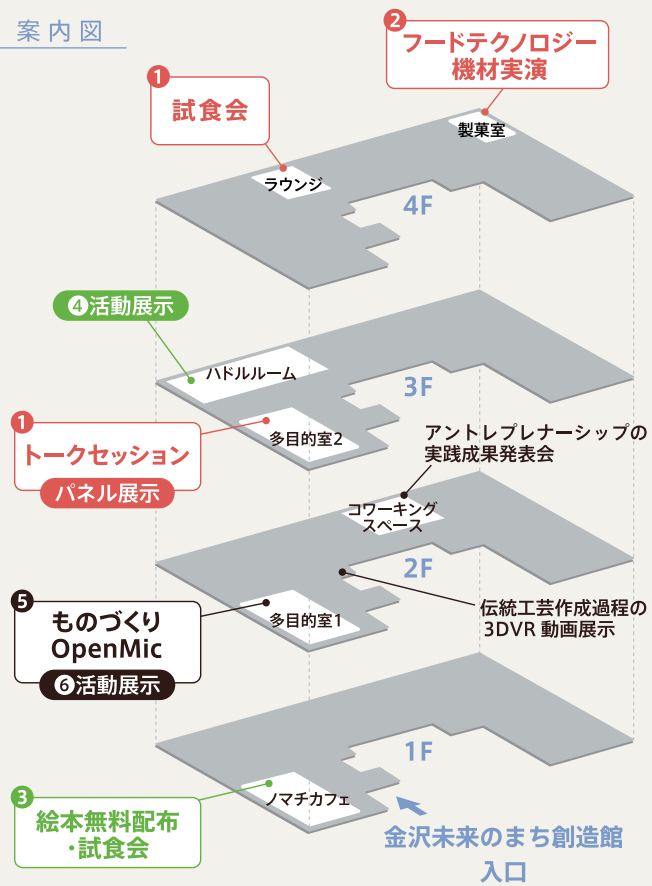 案内図
❷
フードテクノロジー
機材実演
❶
試食会
製菓室
ラウンジ
4F
❹活動展示
ハドルルーム
3F
❶
トークセッション
パネル展示
多目的室2
アントレプレナーシップの
実践成果発表会
コワーキング
スペース
2F
❺
ものづくり
OpenMic
❻活動展示
多目的室1
伝統工芸作成過程の
3DVR 動画展示
1F
❸
絵本無料配布
・試食会
ノマチカフェ
金沢未来のまち創造館
入口